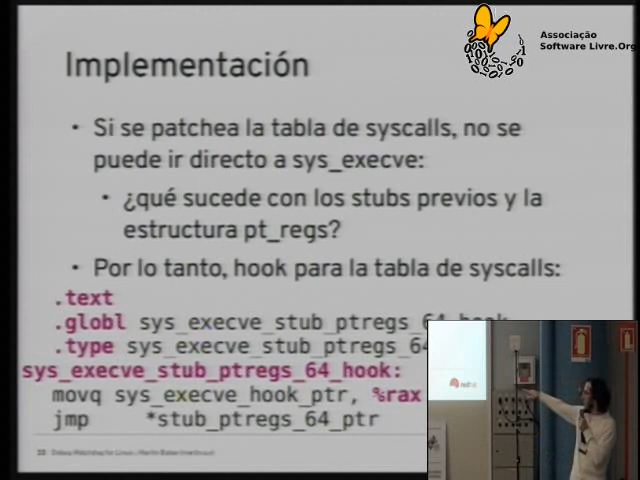 Associação
Software Livre.Org
Implementación
• Si se patchea la tabla de syscalls, no se
puede ir directo a sys_execve:
• ¿qué sucede con los stubs previos y la
estructura pt_regs?
• Por lo tanto, hook para la tabla de syscalls:
.text
.globl sys_execve_stub_ptregs_64_hook
.type sys_execve_stub_ptregs_64
sys_execve_stub_ptregs_64_hook:
movq sys_execve_hook_ptr, %rax
jmp *stub_ptregs_64_ptr
redhat